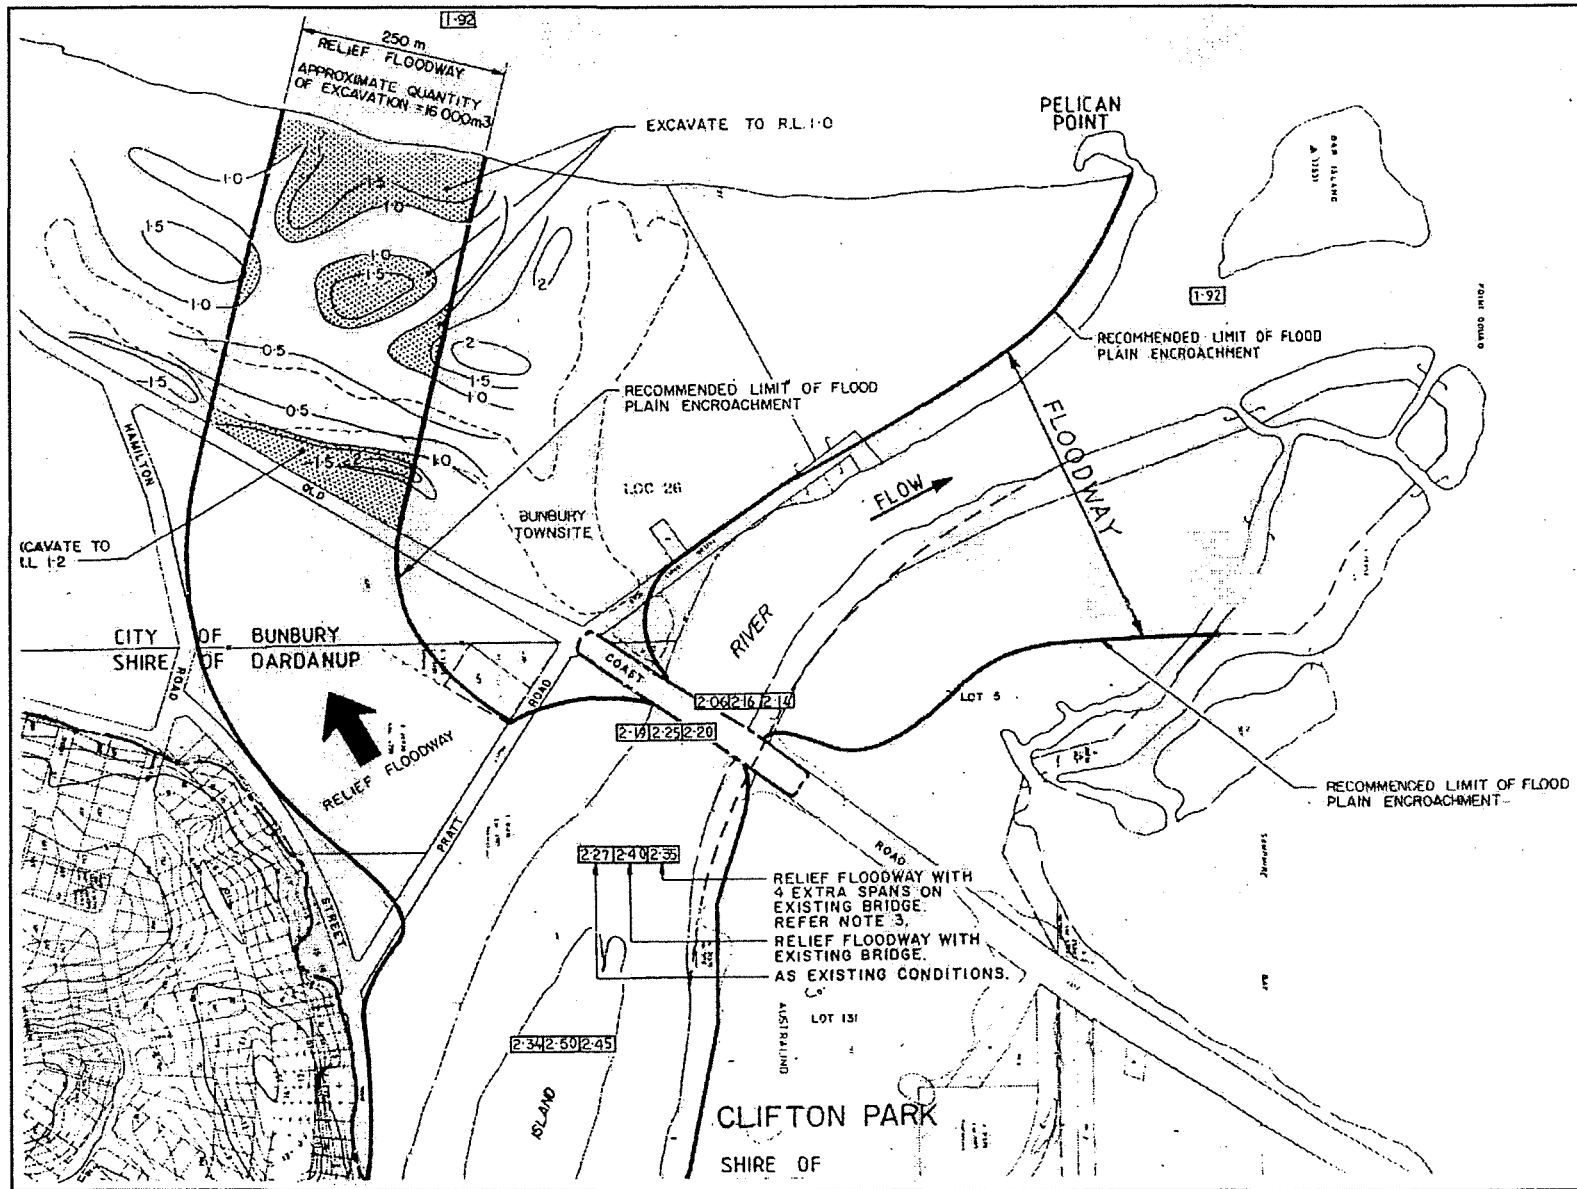 1·92
250 m
RELIEF FLOODWAY
APPROXIMATE QUANTITY
OF EXCAVATION =16 000m3
EXCAVATE TO R.L. 1·0
PELICAN
POINT
1·0
1·5
1·0
1·5
1·0
1·0
1·5
2
1·92
RECOMMENDED LIMIT OF FLOOD
PLAIN ENCROACHMENT
0·5
2
1·5
1·0
1·5
0·5
RECOMMENDED LIMIT OF FLOOD
PLAIN ENCROACHMENT
HAMILTON
1·5
2
1·0
OLD
FLOODWAY
LOC 26
FLOW
BUNBURY
TOWNSITE
CAVATE TO
1·2
RIVER
CITY OF BUNBURY
SHIRE OF DARDANUP
ROAD
COAST
5
ROAD
LOT 5
2·06 2·16 2·14
2·19 2·25 2·20
RELIEF FLOODWAY
RECOMMENDED LIMIT OF FLOOD
PLAIN ENCROACHMENT
PRATT
ROAD
2·27 2·40 2·35
RELIEF FLOODWAY WITH
4 EXTRA SPANS ON
EXISTING BRIDGE.
REFER NOTE 3.
STREET
RELIEF FLOODWAY WITH
EXISTING BRIDGE.
AS EXISTING CONDITIONS.
LOT 131
AUSTRALIND
2·34 2·50 2·45
ISLAND
CLIFTON PARK
SHIRE OF